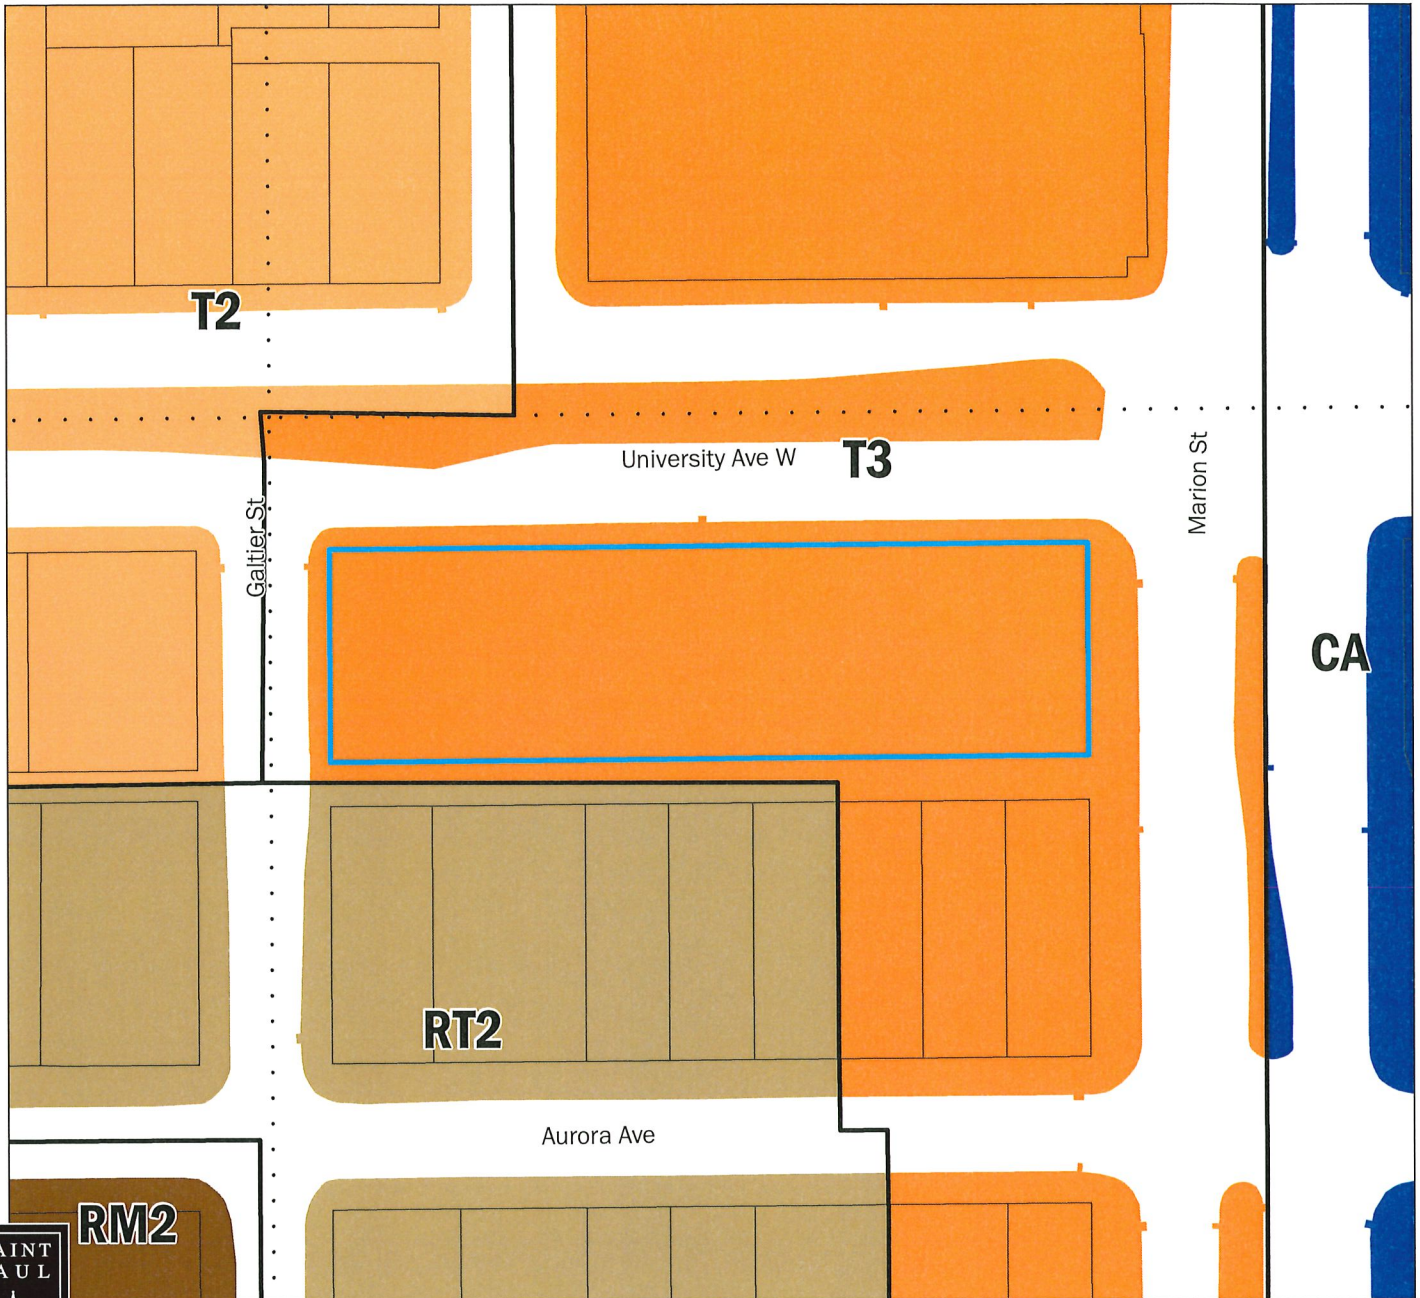 T2
University Ave W
T3
Marion St
Galtier St
CA
RT2
Aurora Ave
RM2
AINT
AUL